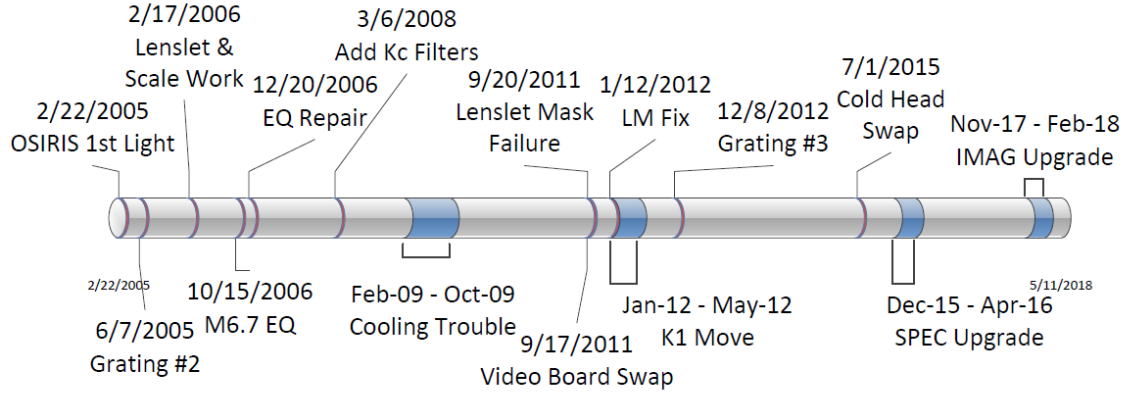 2/17/2006
Lenslet &
Scale Work
3/6/2008
Add Kc Filters
12/20/2006
EQ Repair
2/22/2005
OSIRIS 1st Light
9/20/2011
Lenslet Mask
Failure
1/12/2012
LM Fix
12/8/2012
Grating #3
7/1/2015
Cold Head
Swap
Nov-17 - Feb-18
IMAG Upgrade
2/22/2005
5/11/2018
6/7/2005
Grating #2
10/15/2006
M6.7 EQ
Feb-09 - Oct-09
Cooling Trouble
9/17/2011
Video Board Swap
Jan-12 - May-12
K1 Move
Dec-15 - Apr-16
SPEC Upgrade